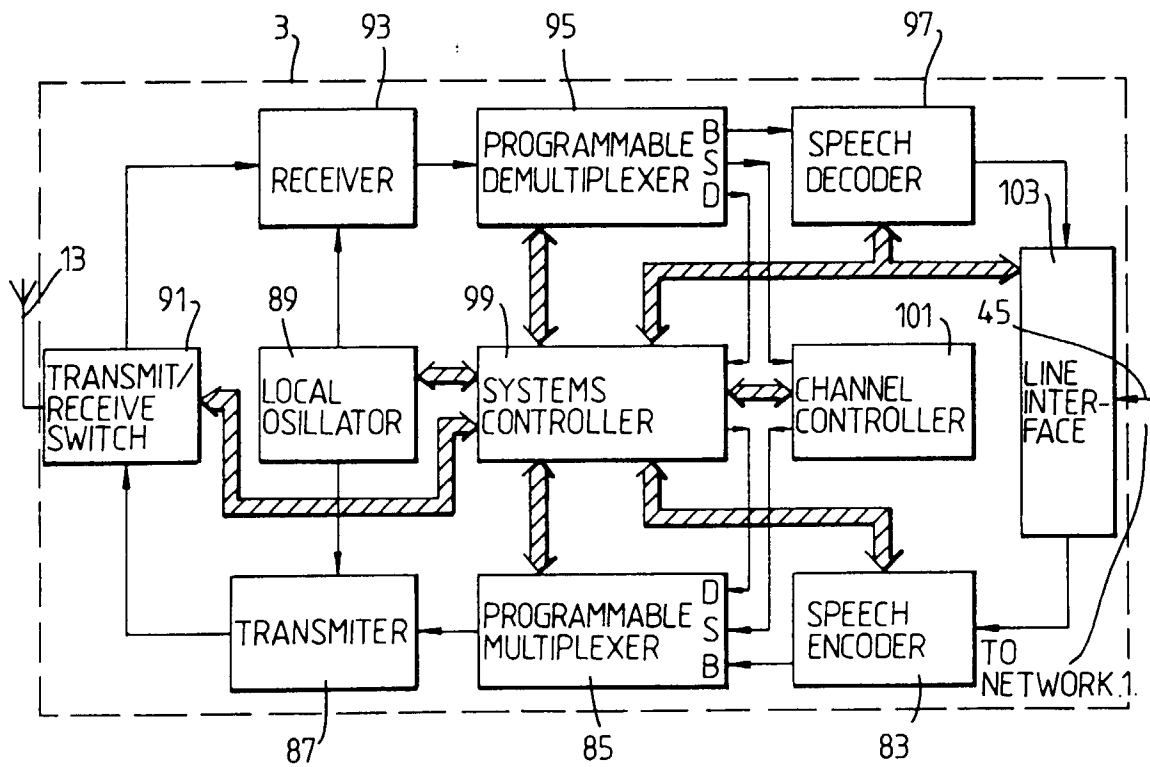 3
93
95
97
RECEIVER
PROGRAMMABLE
DEMULTIPLEXER
B
S
D
SPEECH
DECODER
103
13
91
89
99
101
45
TRANSMIT/
RECEIVE
SWITCH
LOCAL
OSILLATOR
SYSTEMS
CONTROLLER
CHANNEL
CONTROLLER
LINE
INTER-
FACE
TRANSMITER
PROGRAMMABLE
MULTIPLEXER
D
S
B
SPEECH
ENCODER
TO
NETWORK 1.
87
85
83